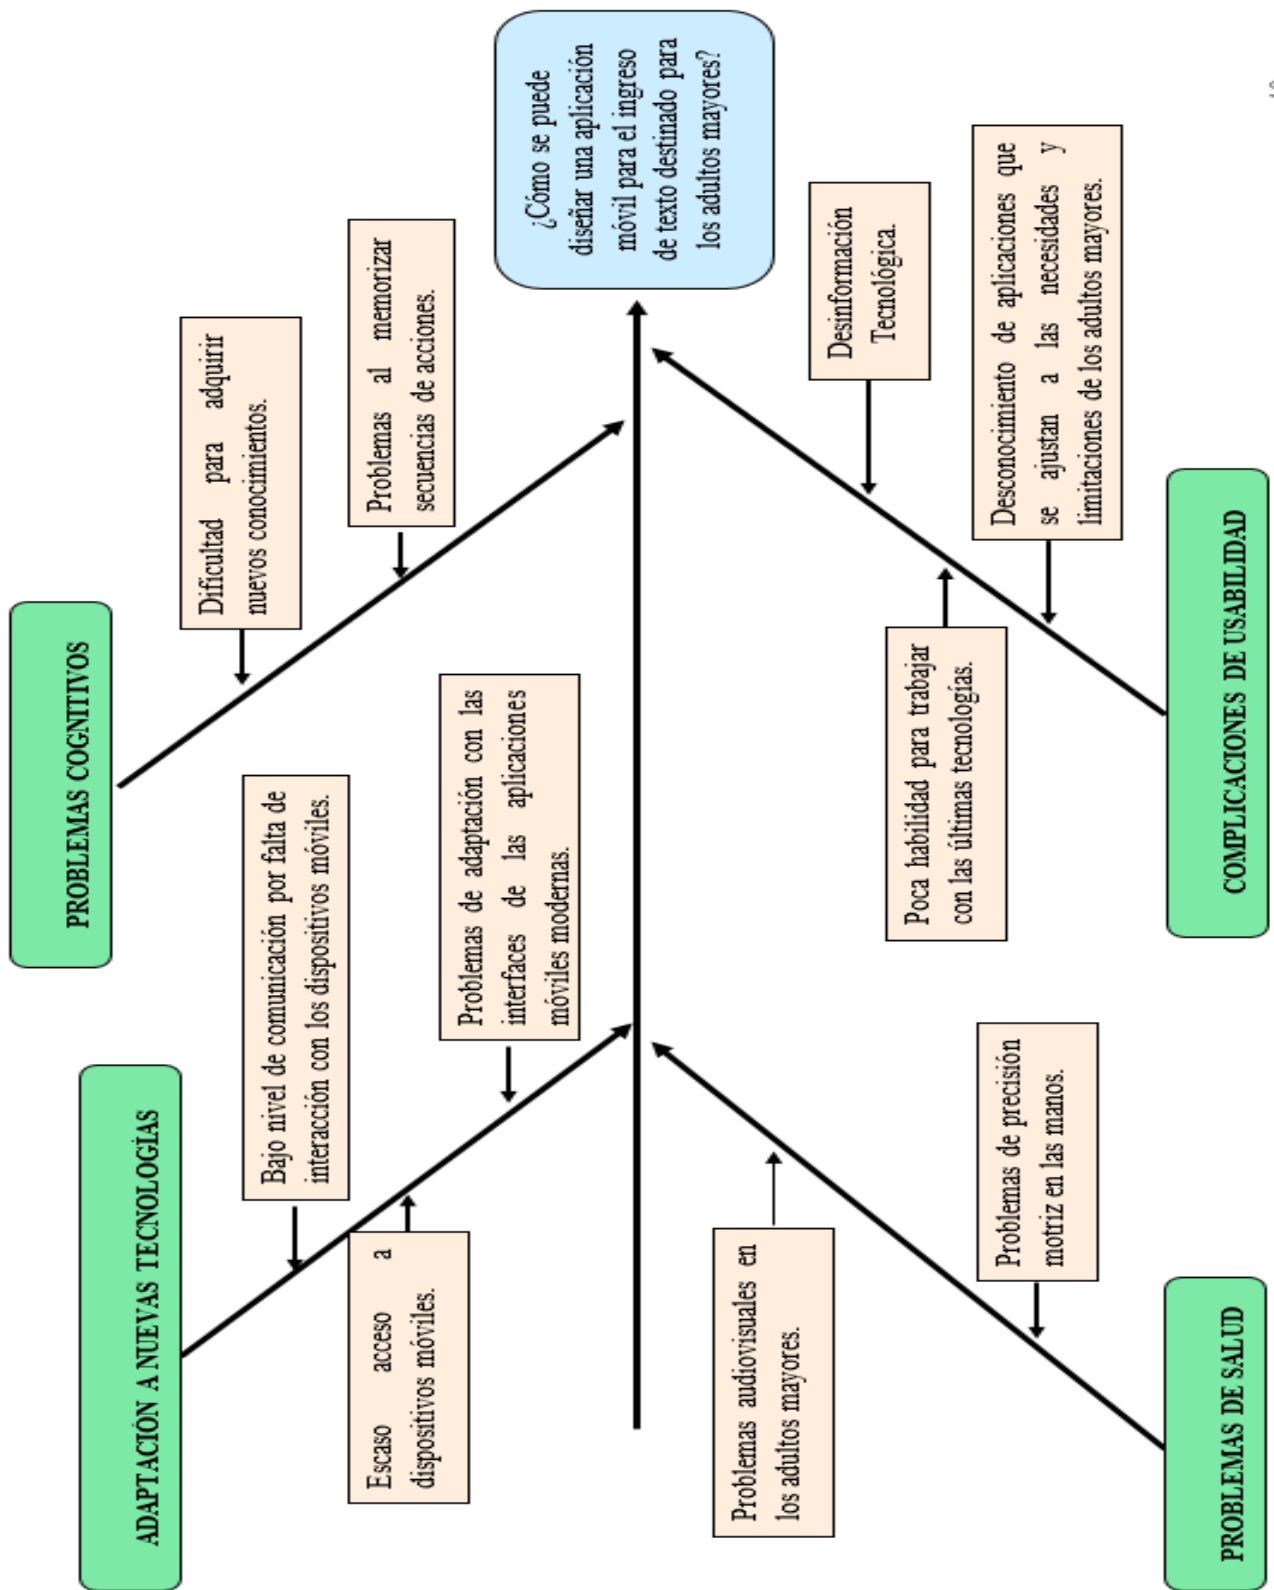 ADAPTACIÓN A NUEVAS TECNOLOGÍAS
PROBLEMAS COGNITIVOS
Bajo nivel de comunicación por falta de
interacción con los dispositivos móviles.
Escaso acceso a
dispositivos móviles.
Problemas de adaptación con las
interfaces de las aplicaciones
móviles modernas.
Dificultad para adquirir
nuevos conocimientos.
Problemas al memorizar
secuencias de acciones.
¿Cómo se puede
diseñar una aplicación
móvil para el ingreso
de texto destinado para
los adultos mayores?
Problemas audiovisuales en
los adultos mayores.
Problemas de precisión
motriz en las manos.
Poca habilidad para trabajar
con las últimas tecnologías.
Desinformación
Tecnológica.
Desconocimiento de aplicaciones que
se ajustan a las necesidades y
limitaciones de los adultos mayores.
PROBLEMAS DE SALUD
COMPLICACIONES DE USABILIDAD